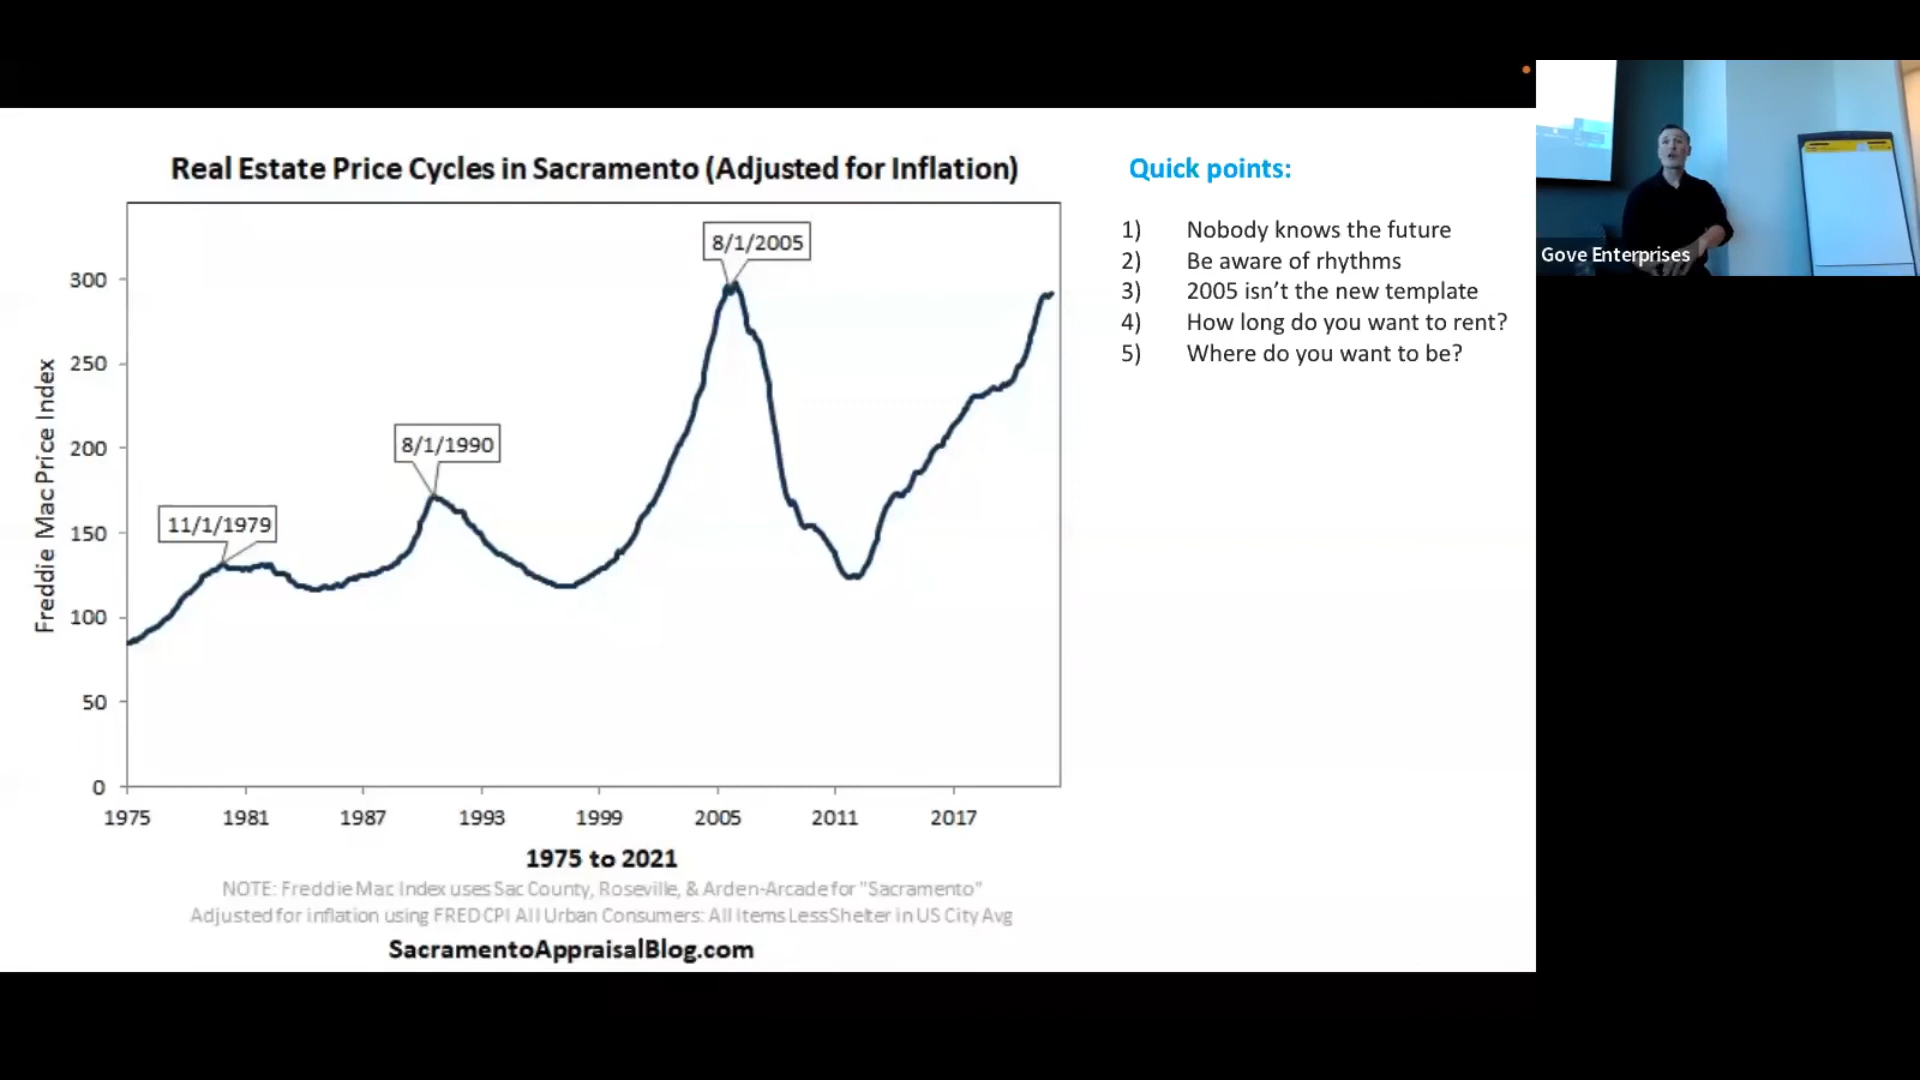 Real Estate Price Cycles in Sacramento (Adjusted for Inflation)
Freddie Mac Price Index
300
250
200
150
100
50
0
11/1/1979
8/1/1990
8/1/2005
1975 1981 1987 1993 1999 2005 2011 2017
1975 to 2021
NOTE: Freddie Mac Index uses Sac County, Roseville, & Arden-Arcade for "Sacramento"
Adjusted for inflation using FRED CPI All Urban Consumers: All Items Less Shelter in US City Avg
SacramentoAppraisalBlog.com
Quick points:
1) Nobody knows the future
2) Be aware of rhythms
3) 2005 isn’t the new template
4) How long do you want to rent?
5) Where do you want to be?
Gove Enterprises